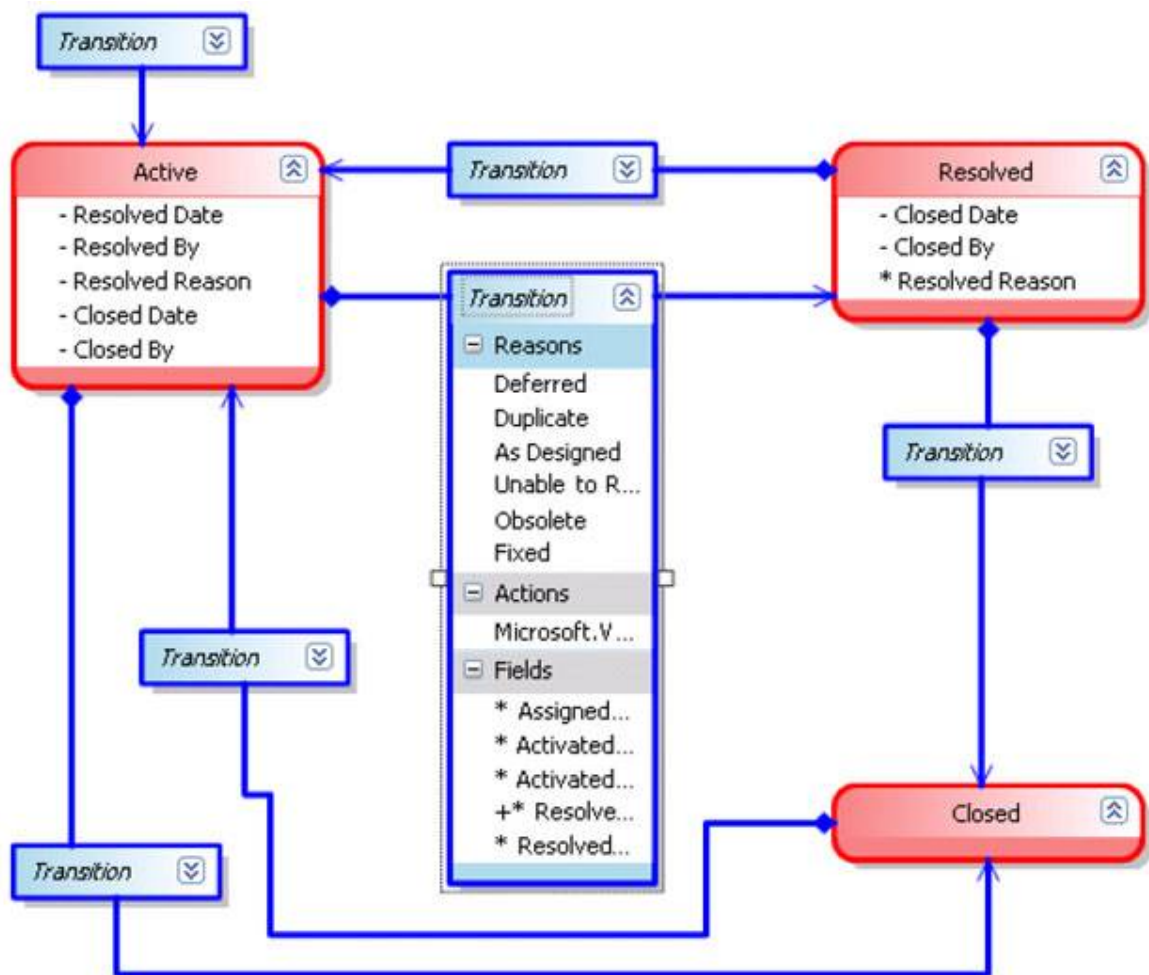 Transition
Active
- Resolved Date
- Resolved By
- Resolved Reason
- Closed Date
- Closed By
Transition
Resolved
- Closed Date
- Closed By
* Resolved Reason
Transition
Reasons
Deferred
Duplicate
As Designed
Unable to R...
Obsolete
Fixed
Actions
Microsoft.V...
Fields
* Assigned...
* Activated...
* Activated...
+* Resolve...
* Resolved...
Transition
Transition
Closed
Transition